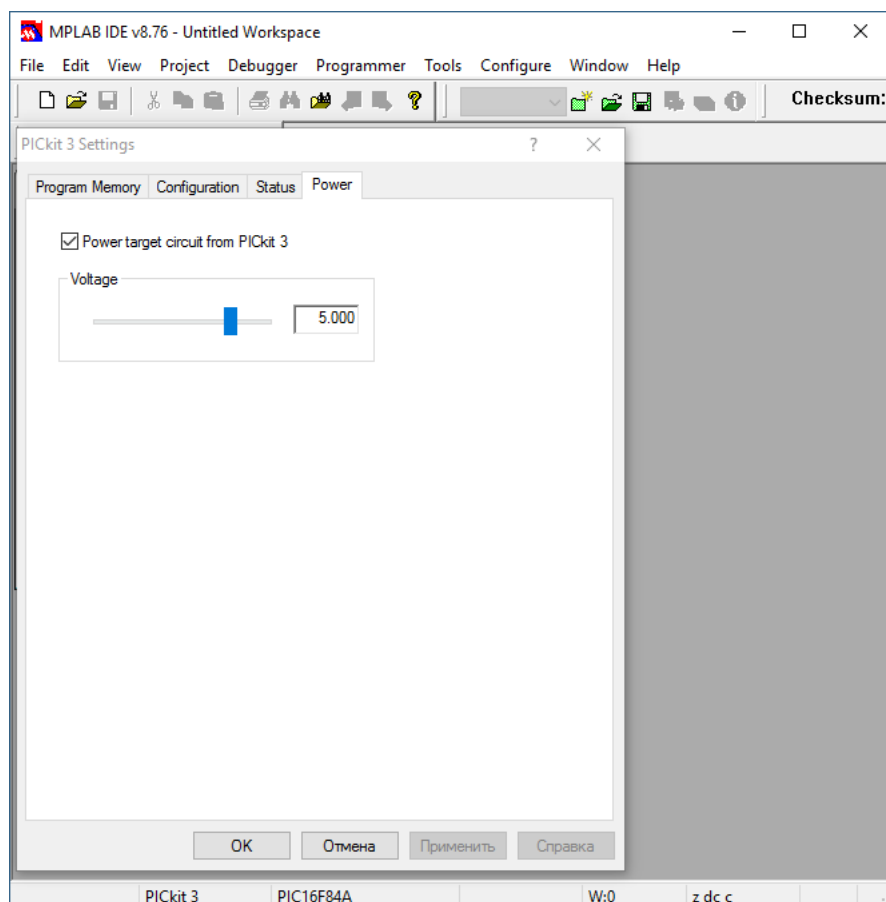 MPLAB IDE v8.76 - Untitled Workspace
File Edit View Project Debugger Programmer Tools Configure Window Help
Checksum:
PICkit 3 Settings
Program Memory Configuration Status Power
Power target circuit from PICkit 3
Voltage
5.000
OK Отмена Применить Справка
PICkit 3 PIC16F84A W:0 z dc c